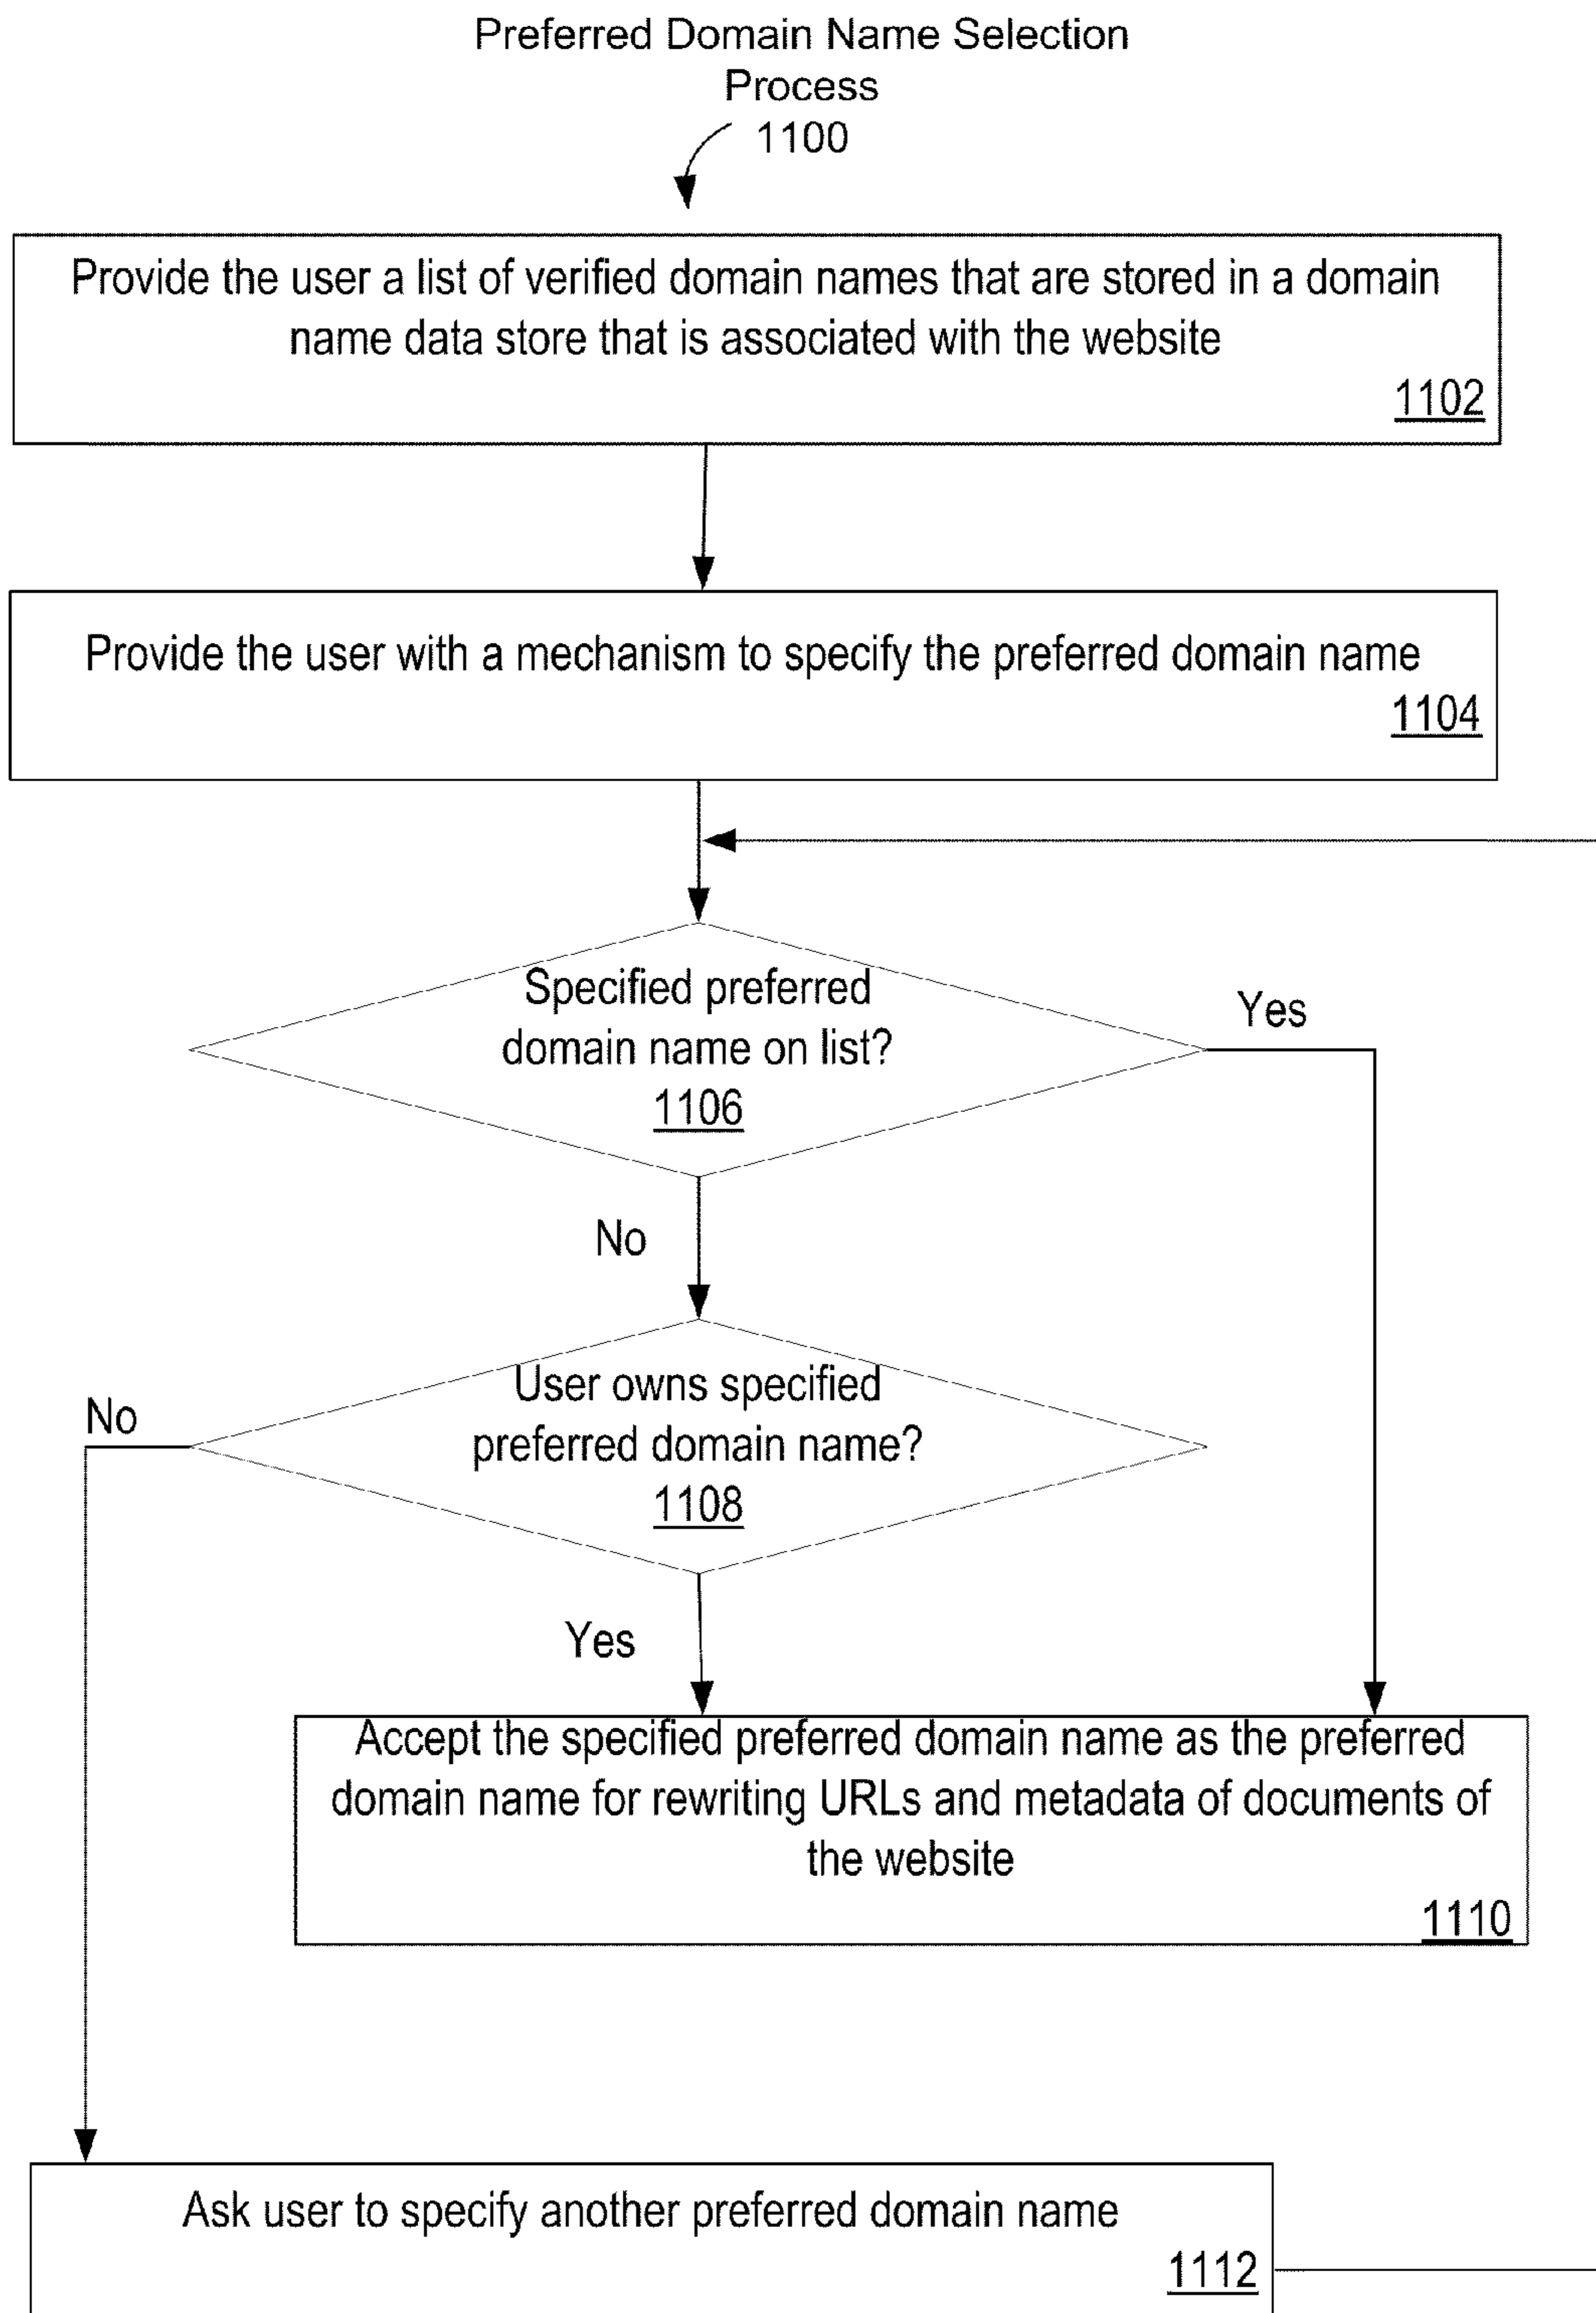 Preferred Domain Name Selection
Process
1100
Provide the user a list of verified domain names that are stored in a domain
name data store that is associated with the website
1102
Provide the user with a mechanism to specify the preferred domain name
1104
Specified preferred
domain name on list?
1106
Yes
No
User owns specified
preferred domain name?
1108
No
Yes
Accept the specified preferred domain name as the preferred
domain name for rewriting URLs and metadata of documents of
the website
1110
Ask user to specify another preferred domain name
1112